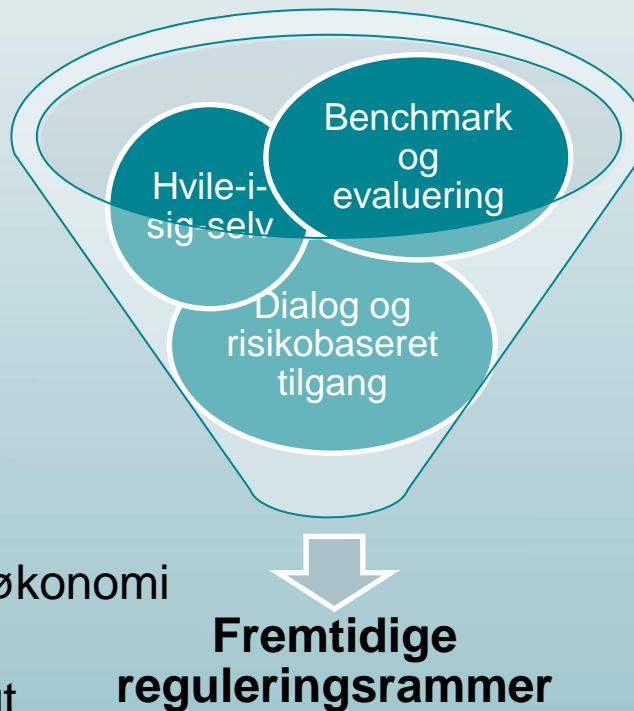 Benchmark
og
evaluering
Hvile-i-
sig-selv
Dialog og
risikobaseret
tilgang
økonomi
Fremtidige
reguleringsrammer